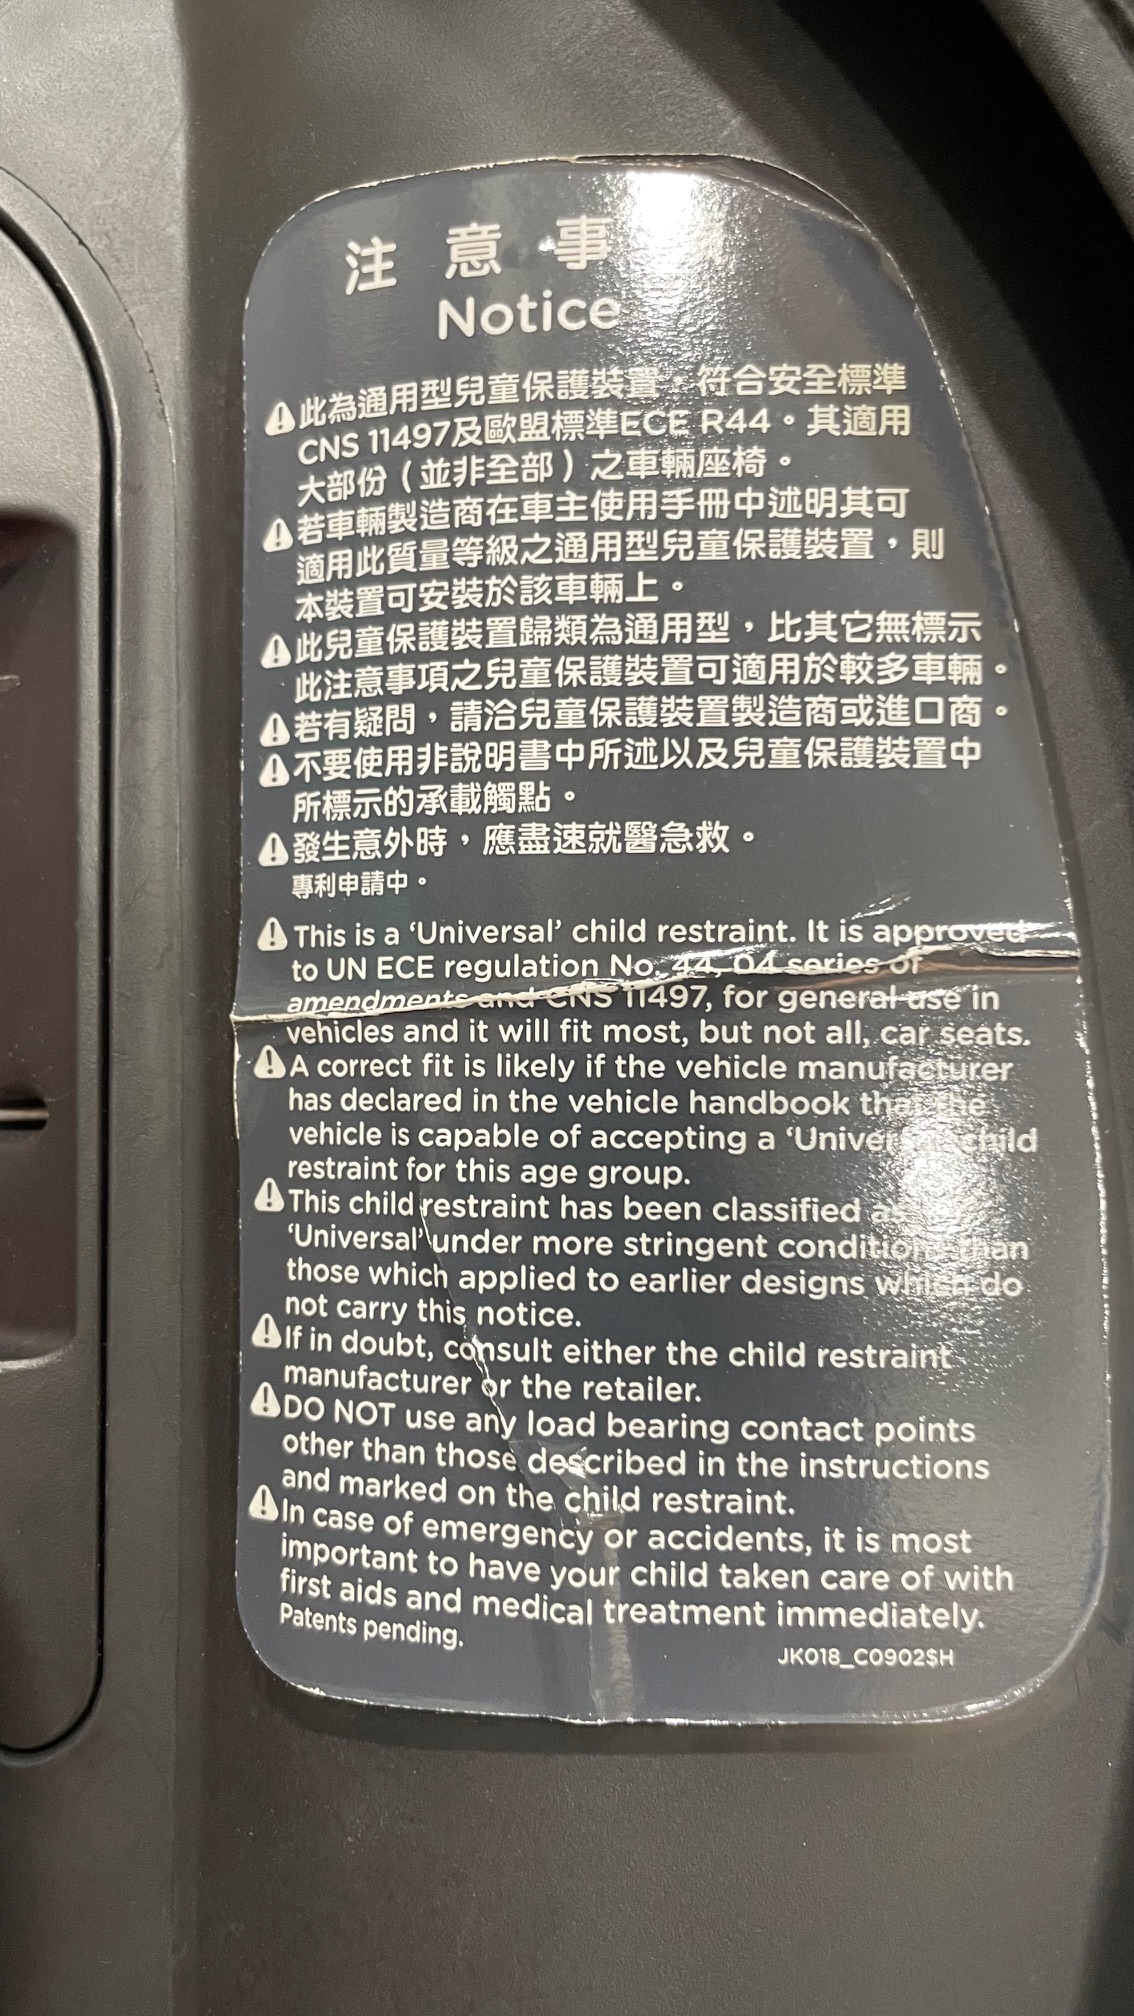 注意事
Notice
此為通用型兒童保護裝置，符合安全標準
CNS 11497及歐盟標準ECE R44。其適用
大部份（並非全部）之車輛座椅。
若車輛製造商在車主使用手冊中述明其可
適用此質量等級之通用型兒童保護裝置，則
本裝置可安裝於該車輛上。
此兒童保護裝置歸類為通用型，比其它無標示
此注意事項之兒童保護裝置可適用於較多車輛。
若有疑問，請洽兒童保護裝置製造商或進口商。
不要使用非說明書中所述以及兒童保護裝置中
所標示的承載觸點。
發生意外時，應盡速就醫急救。
專利申請中。
This is a ‘Universal’ child restraint. It is approved
to UN ECE regulation No. 44, 04 series of
amendments and CNS 11497, for general use in
vehicles and it will fit most, but not all, car seats.
A correct fit is likely if the vehicle manufacturer
has declared in the vehicle handbook that the
vehicle is capable of accepting a child
restraint for this age group.
This child restraint has been classified as
‘Universal’ under more stringent conditions than
those which applied to earlier designs which do
not carry this notice.
If in doubt, consult either the child restraint
manufacturer or the retailer.
DO NOT use any load bearing contact points
other than those described in the instructions
and marked on the child restraint.
In case of emergency or accidents, it is most
important to have your child taken care of with
first aids and medical treatment immediately.
Patents pending.
JK018_C0902SH